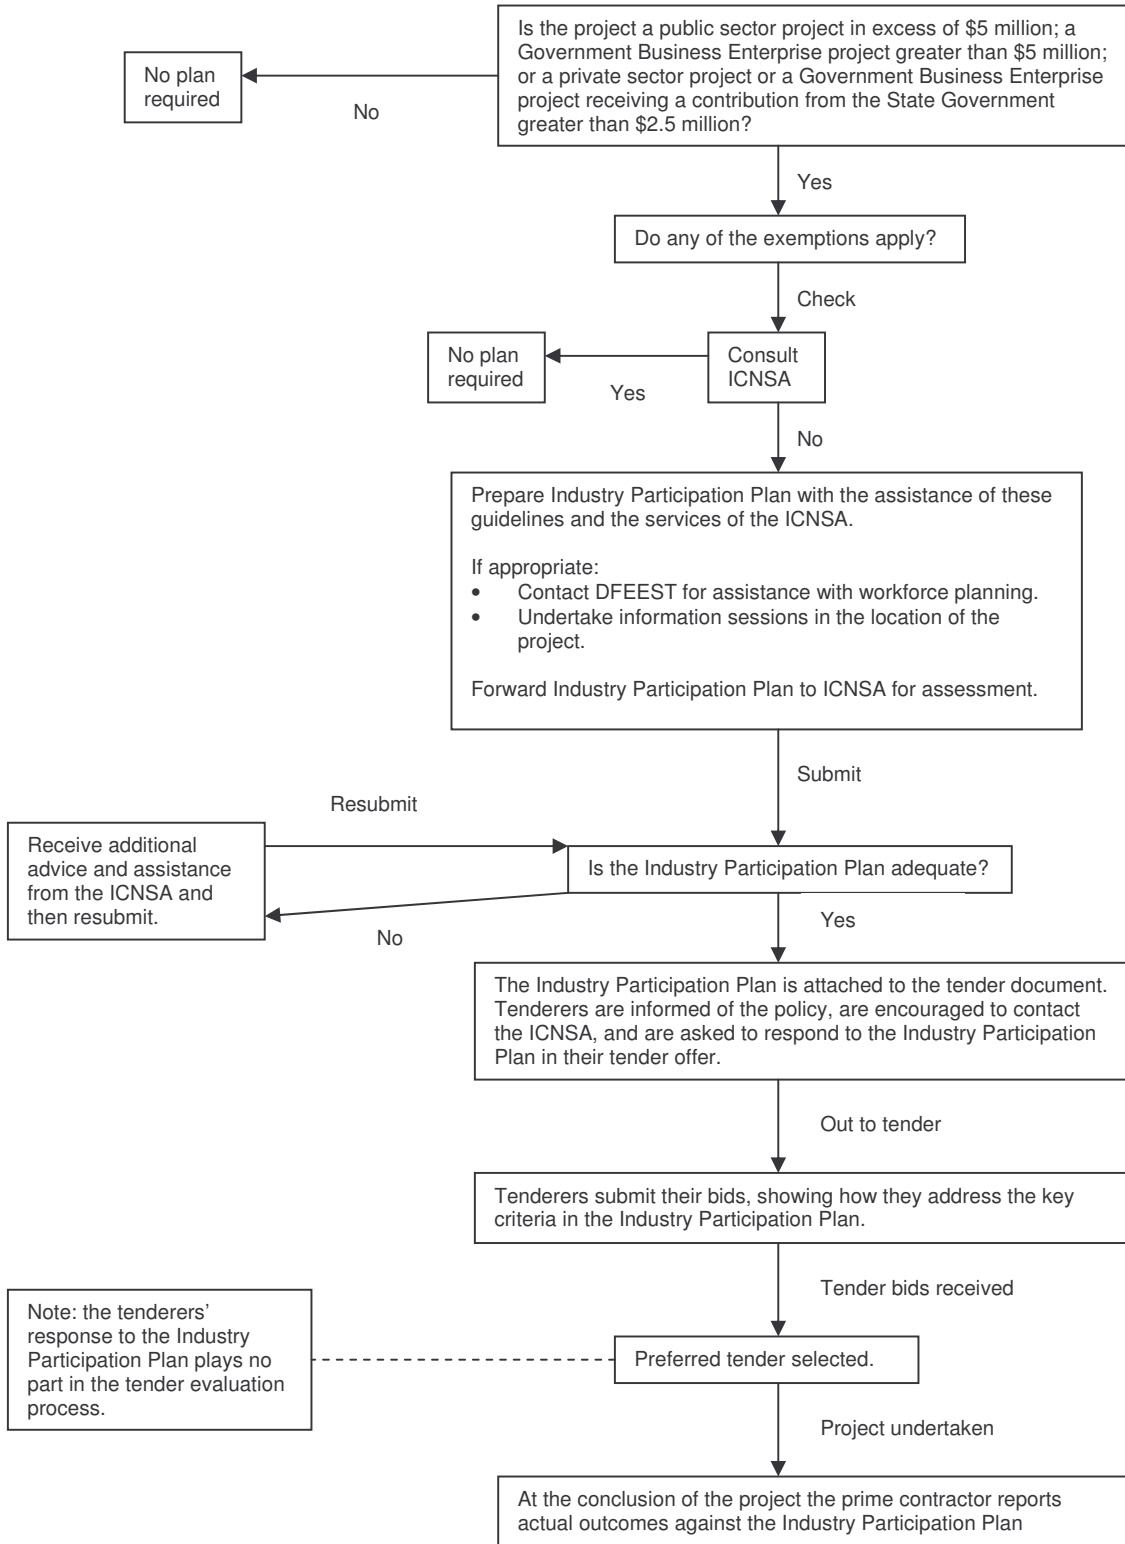 Is the project a public sector project in excess of $5 million; a
Government Business Enterprise project greater than $5 million;
or a private sector project or a Government Business Enterprise
project receiving a contribution from the State Government
greater than $2.5 million?
No plan
required
No
Yes
Do any of the exemptions apply?
Check
No plan
required
Yes
Consult
ICNSA
No
Prepare Industry Participation Plan with the assistance of these
guidelines and the services of the ICNSA.
If appropriate:
• Contact DFEEST for assistance with workforce planning.
• Undertake information sessions in the location of the
project.
Forward Industry Participation Plan to ICNSA for assessment.
Submit
Resubmit
Receive additional
advice and assistance
from the ICNSA and
then resubmit.
Is the Industry Participation Plan adequate?
No
Yes
The Industry Participation Plan is attached to the tender document.
Tenderers are informed of the policy, are encouraged to contact
the ICNSA, and are asked to respond to the Industry Participation
Plan in their tender offer.
Out to tender
Tenderers submit their bids, showing how they address the key
criteria in the Industry Participation Plan.
Tender bids received
Note: the tenderers'
response to the Industry
Participation Plan plays no
part in the tender evaluation
process.
Preferred tender selected.
Project undertaken
At the conclusion of the project the prime contractor reports
actual outcomes against the Industry Participation Plan